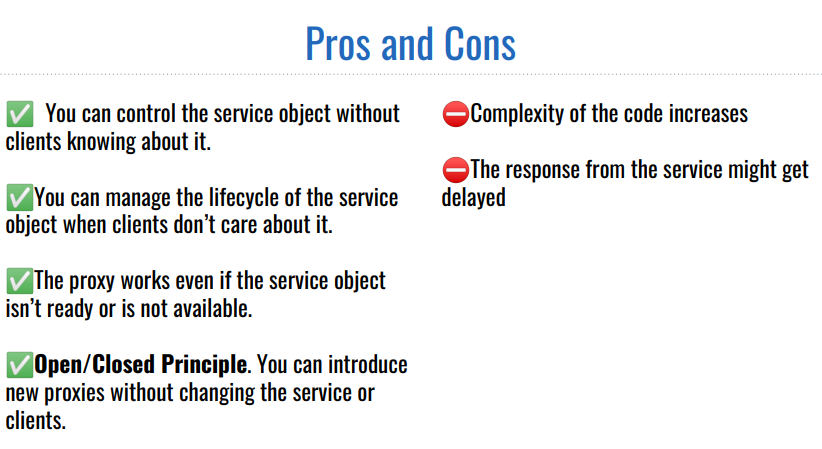 Pros and Cons
✅ You can control the service object without
clients knowing about it.
✅You can manage the lifecycle of the service
object when clients don’t care about it.
✅The proxy works even if the service object
isn’t ready or is not available.
✅Open/Closed Principle. You can introduce
new proxies without changing the service or
clients.
⛔Complexity of the code increases
⛔The response from the service might get
delayed